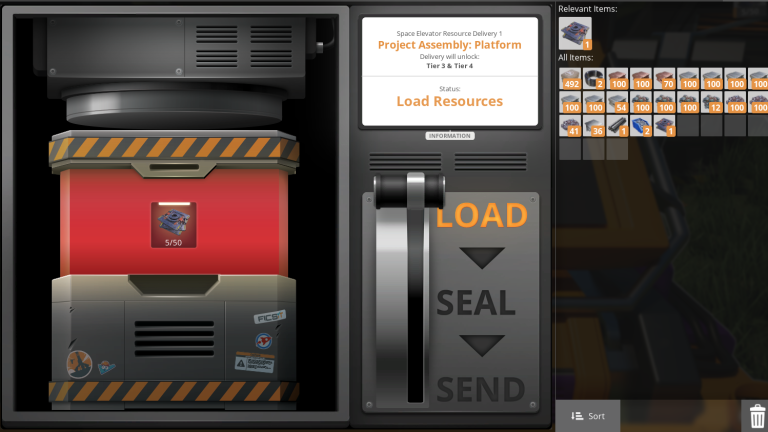 Space Elevator Resource Delivery 1
Project Assembly: Platform
Delivery will unlock:
Tier 3 & Tier 4
Status:
Load Resources
INFORMATION
LOAD
SEAL
SEND
5/50
FICSIT
Relevant Items:
1
All Items:
492 2 100 100 70 100 100 100 100
100 100 54 100 100 100 12 100 100
41 36 1 2 1
Sort